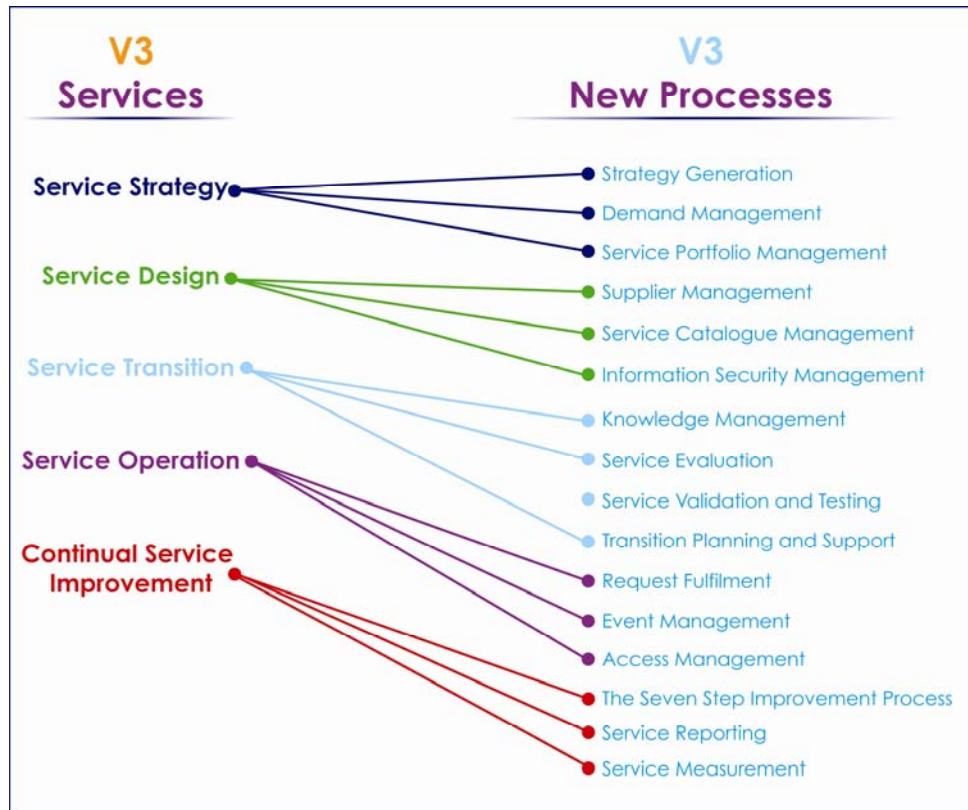 V3
Services
V3
New Processes
Service Strategy
Service Design
Service Transition
Service Operation
Continual Service
Improvement
Strategy Generation
Demand Management
Service Portfolio Management
Supplier Management
Service Catalogue Management
Information Security Management
Knowledge Management
Service Evaluation
Service Validation and Testing
Transition Planning and Support
Request Fulfilment
Event Management
Access Management
The Seven Step Improvement Process
Service Reporting
Service Measurement